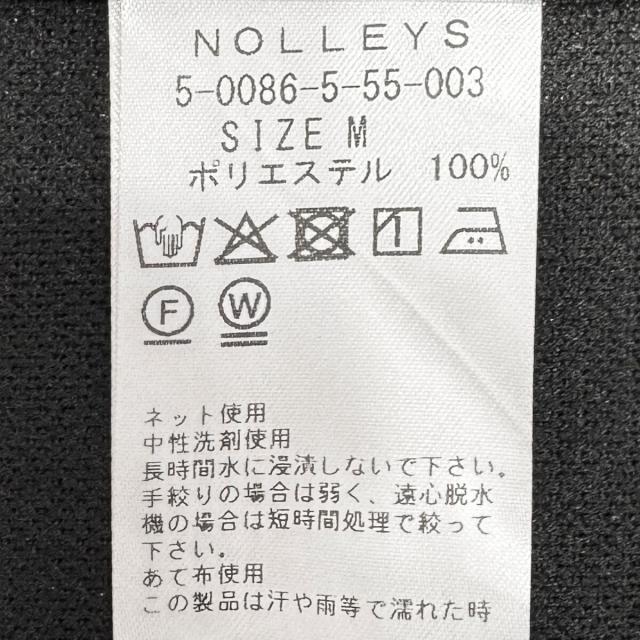 NOLLEYS
5-0086-5-55-003
SIZE M
ポリエステル 100%
F W
ネット使用
中性洗剤使用
長時間水に浸漬しないで下さい。
手絞りの場合は弱く、遠心脱水
機の場合は短時間処理で絞って
下さい。
あて布使用
この製品は汗や雨等で濡れた時